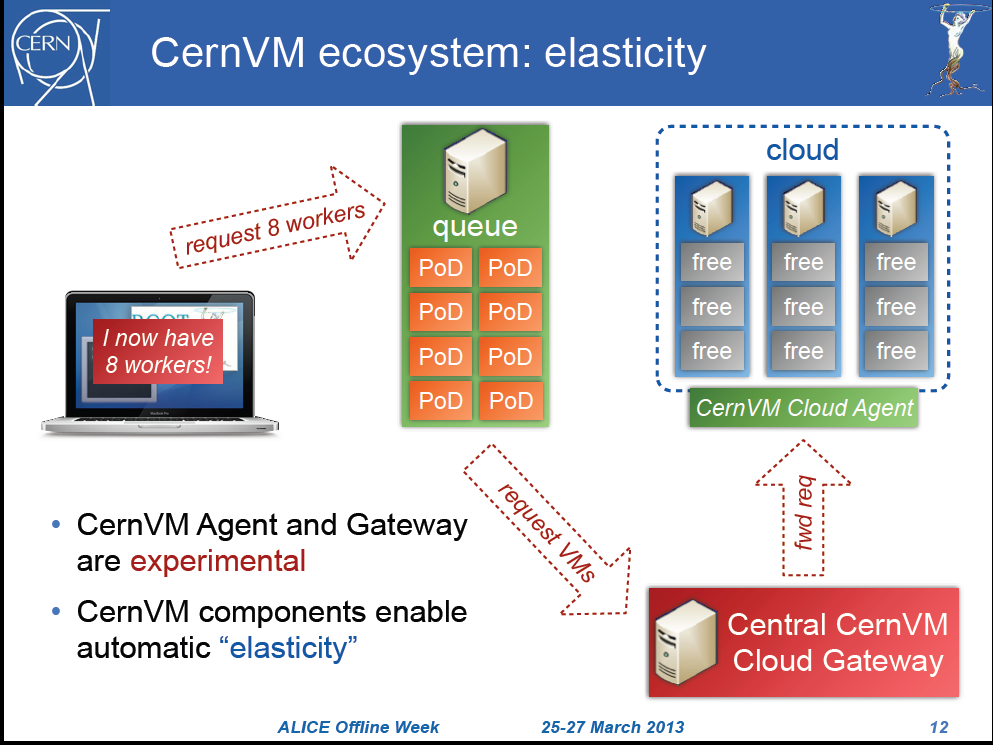 CERN
CernVM ecosystem: elasticity
request 8 workers
queue
PoD PoD
PoD PoD
PoD PoD
PoD PoD
cloud
free free free
free free free
free free free
CernVM Cloud Agent
ROOT
I now have
8 workers!
MacBook Pro
request VMs
fwd req
Central CernVM
Cloud Gateway
• CernVM Agent and Gateway
are experimental
• CernVM components enable
automatic “elasticity”
ALICE Offline Week 25-27 March 2013 12